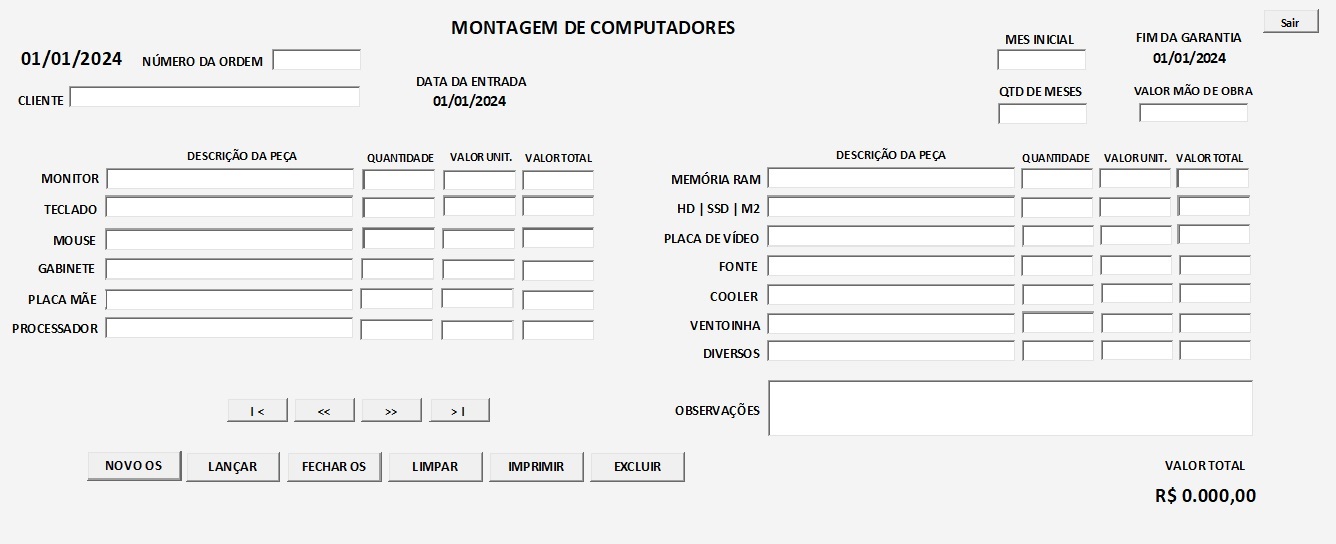 MONTAGEM DE COMPUTADORES
Sair
01/01/2024
NÚMERO DA ORDEM
MES INICIAL
FIM DA GARANTIA
01/01/2024
DATA DA ENTRADA
01/01/2024
CLIENTE
QTD DE MESES
VALOR MÃO DE OBRA
DESCRIÇÃO DA PEÇA QUANTIDADE VALOR UNIT. VALOR TOTAL
MONITOR
TECLADO
MOUSE
GABINETE
PLACA MÃE
PROCESSADOR
DESCRIÇÃO DA PEÇA QUANTIDADE VALOR UNIT. VALOR TOTAL
MEMÓRIA RAM
HD | SSD | M2
PLACA DE VÍDEO
FONTE
COOLER
VENTOINHA
DIVERSOS
OBSERVAÇÕES
I < << >> > I
NOVO OS LANÇAR FECHAR OS LIMPAR IMPRIMIR EXCLUIR
VALOR TOTAL
R$ 0.000,00